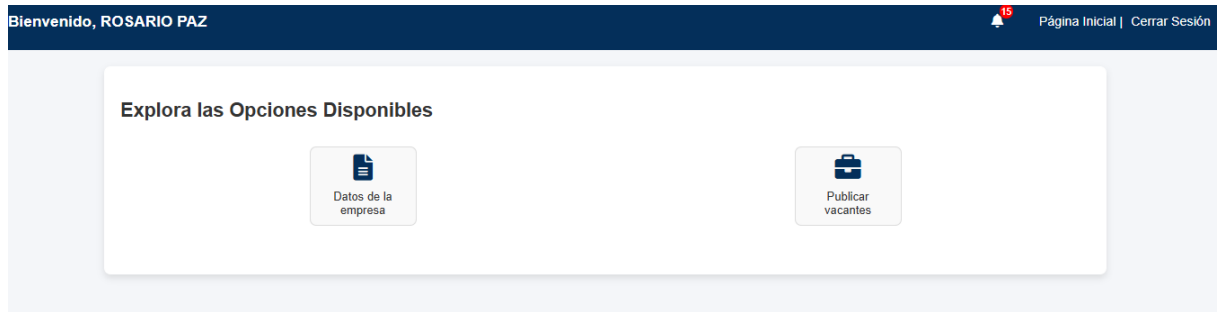 Bienvenido, ROSARIO PAZ
15
Página Inicial | Cerrar Sesión
Explora las Opciones Disponibles
Datos de la
empresa
Publicar
vacantes